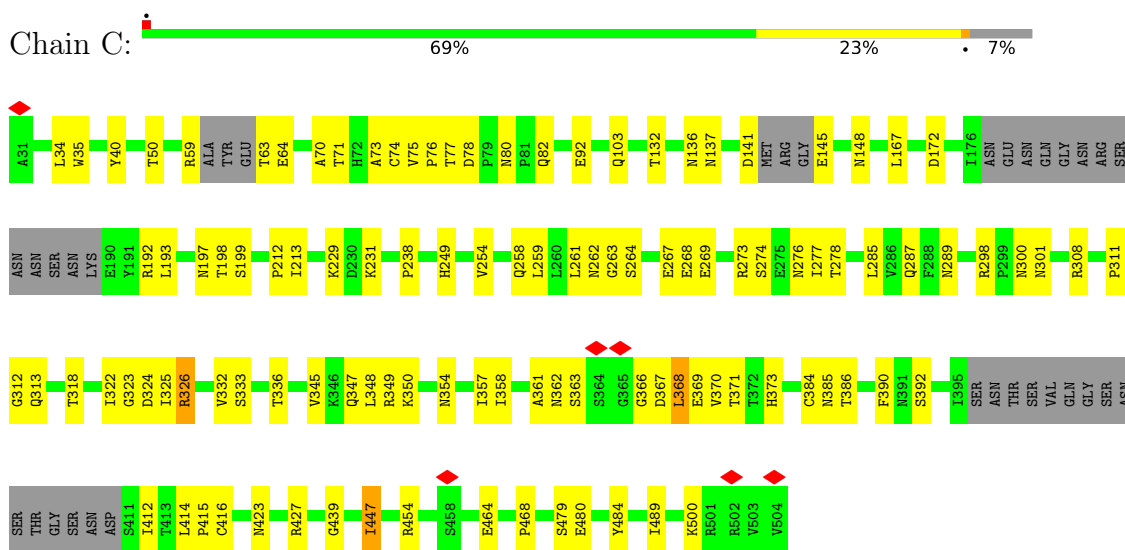 Chain C:
69% 23% • 7%
A31 L34 W35 Y40 T50 R59 ALA TYR GLU T63 E64 A70 T71 H72 A73 C74 V75 P76 T77 D78 P79 N80 P81 Q82 E92 Q103 T132 N136 N137 D141 MET ARG GLY E145 N148 L167 D172 I176 ASN GLU ASN GLN GLY ASN ARG SER
ASN ASN SER ASN LYS E190 Y191 R192 L193 N197 T198 S199 P212 I213 K229 D230 K231 P238 H249 V254 Q258 L259 L260 L261 N262 G263 S264 E267 E268 E269 R273 S274 E275 N276 I277 T278 L285 V286 Q287 F288 N289 R298 P299 N300 N301 R308 P311
G312 Q313 T318 I322 G323 D324 I325 R326 V332 S333 T336 V345 K346 Q347 L348 R349 K350 N354 I357 I358 A361 N362 S363 S364 G365 G366 D367 L368 E369 V370 T371 T372 H373 C384 N385 T386 F390 N391 S392 I395 SER ASN THR SER VAL GLN GLY SER ASN
SER THR GLY SER ASN ASP S411 I412 T413 L414 P415 C416 N423 R427 G439 I447 R454 S458 E464 P468 S479 E480 Y484 I489 K500 R501 R502 V503 V504